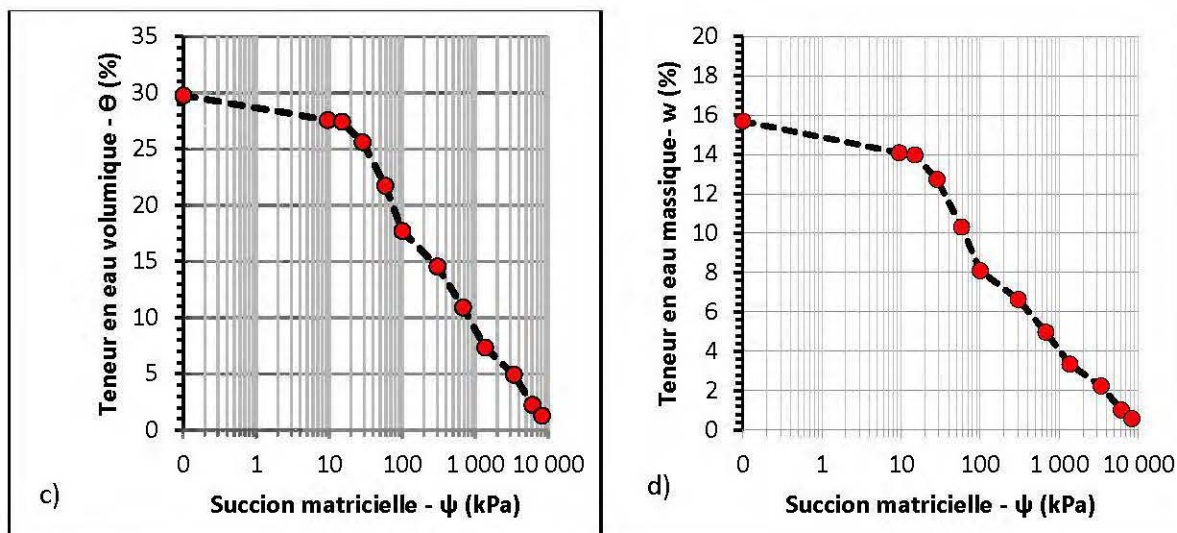 Teneur en eau volumique - Θ (%)
35
30
25
20
15
10
5
0
0 1 10 100 1 000 10 000
Succion matricielle - ψ (kPa)
c)
Teneur en eau massique- w (%)
20
18
16
14
12
10
8
6
4
2
0
0 1 10 100 1 000 10 000
Succion matricielle - ψ (kPa)
d)